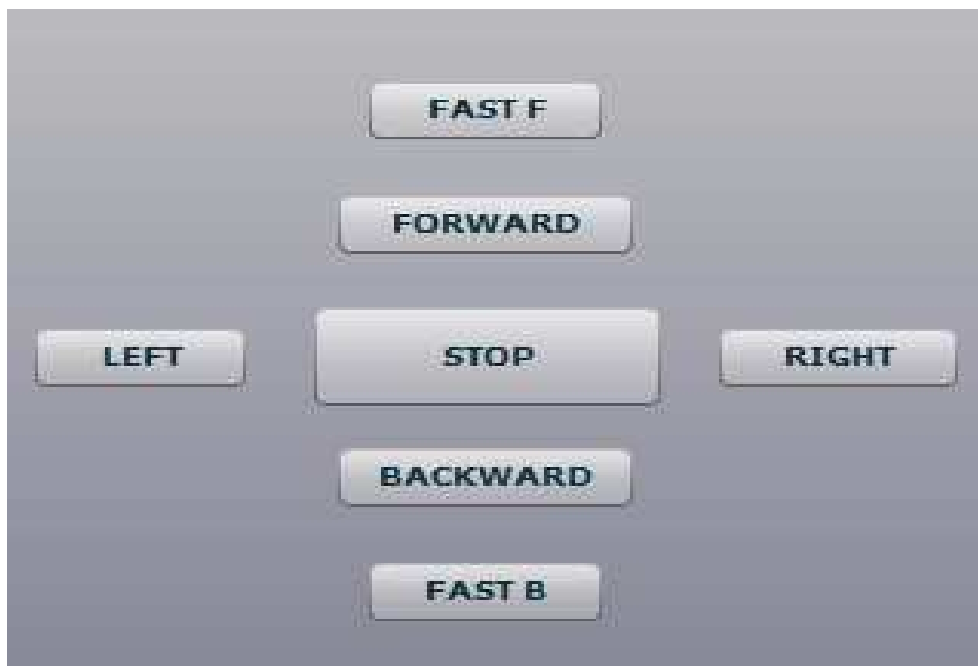 FAST F
FORWARD
LEFT STOP RIGHT
BACKWARD
FAST B